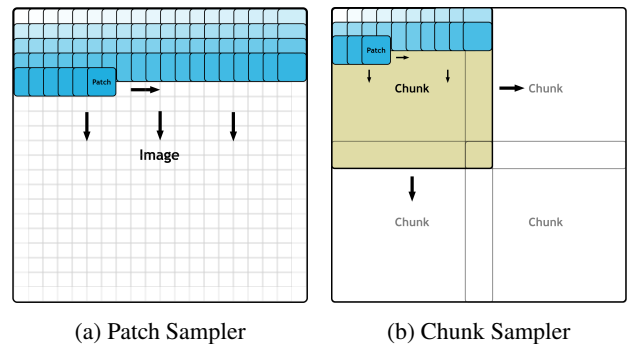 Patch
Image
(a) Patch Sampler
Patch
Chunk
Chunk
Chunk
Chunk
(b) Chunk Sampler